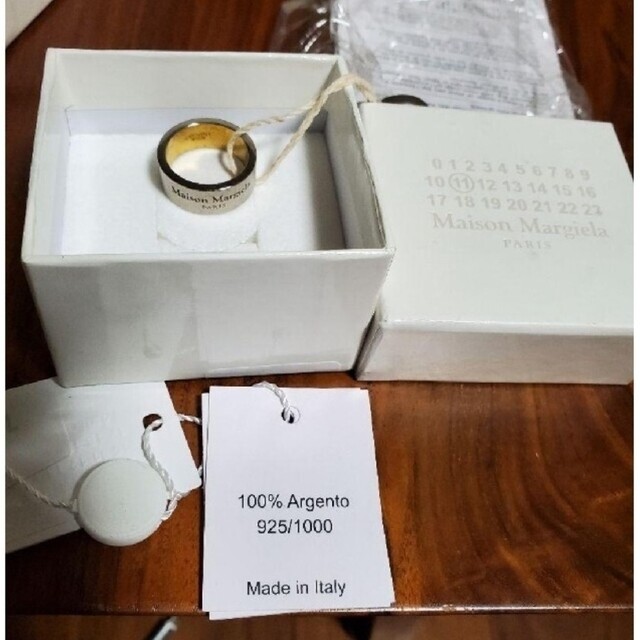 Maison Margiela
PARIS
0 1 2 3 4 5 6 7 8 9
10 11 12 13 14 15 16
17 18 19 20 21 22 23
Maison Margiela
PARIS
100% Argento
925/1000
Made in Italy